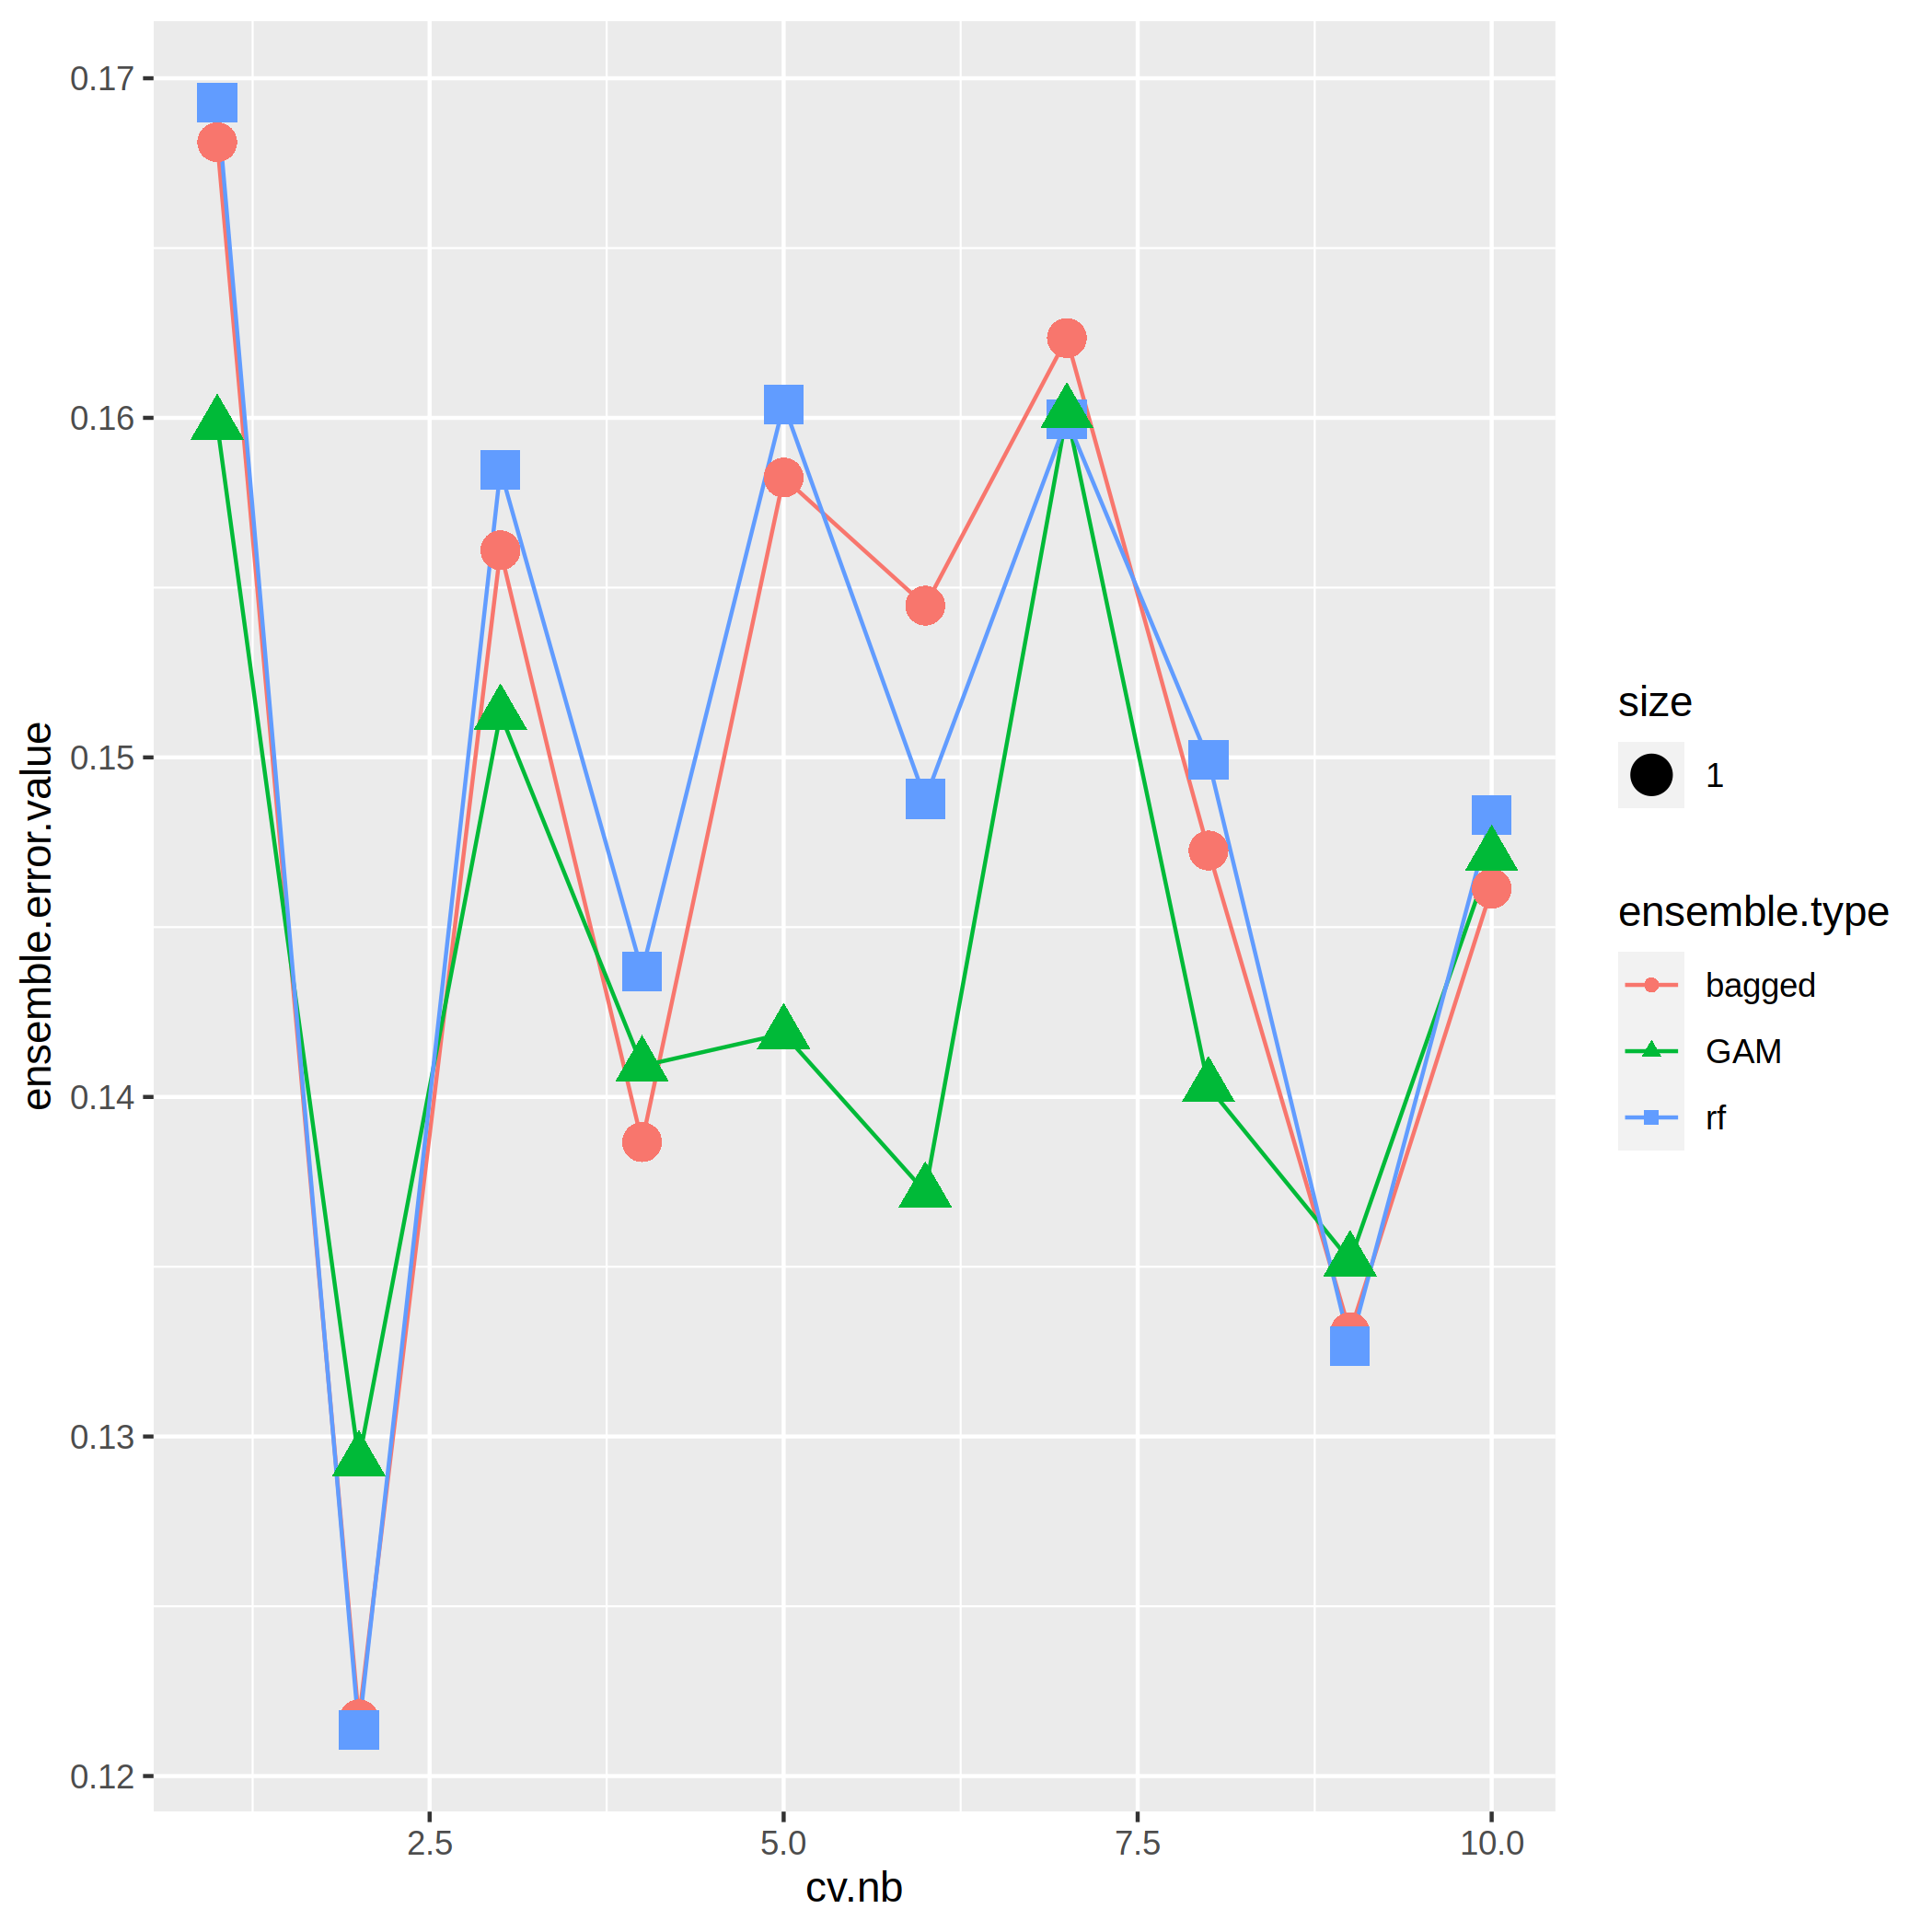 0.17
0.16
0.15
0.14
0.13
0.12
ensemble.error.value
2.5
5.0
7.5
10.0
cv.nb
size
1
ensemble.type
bagged
GAM
rf